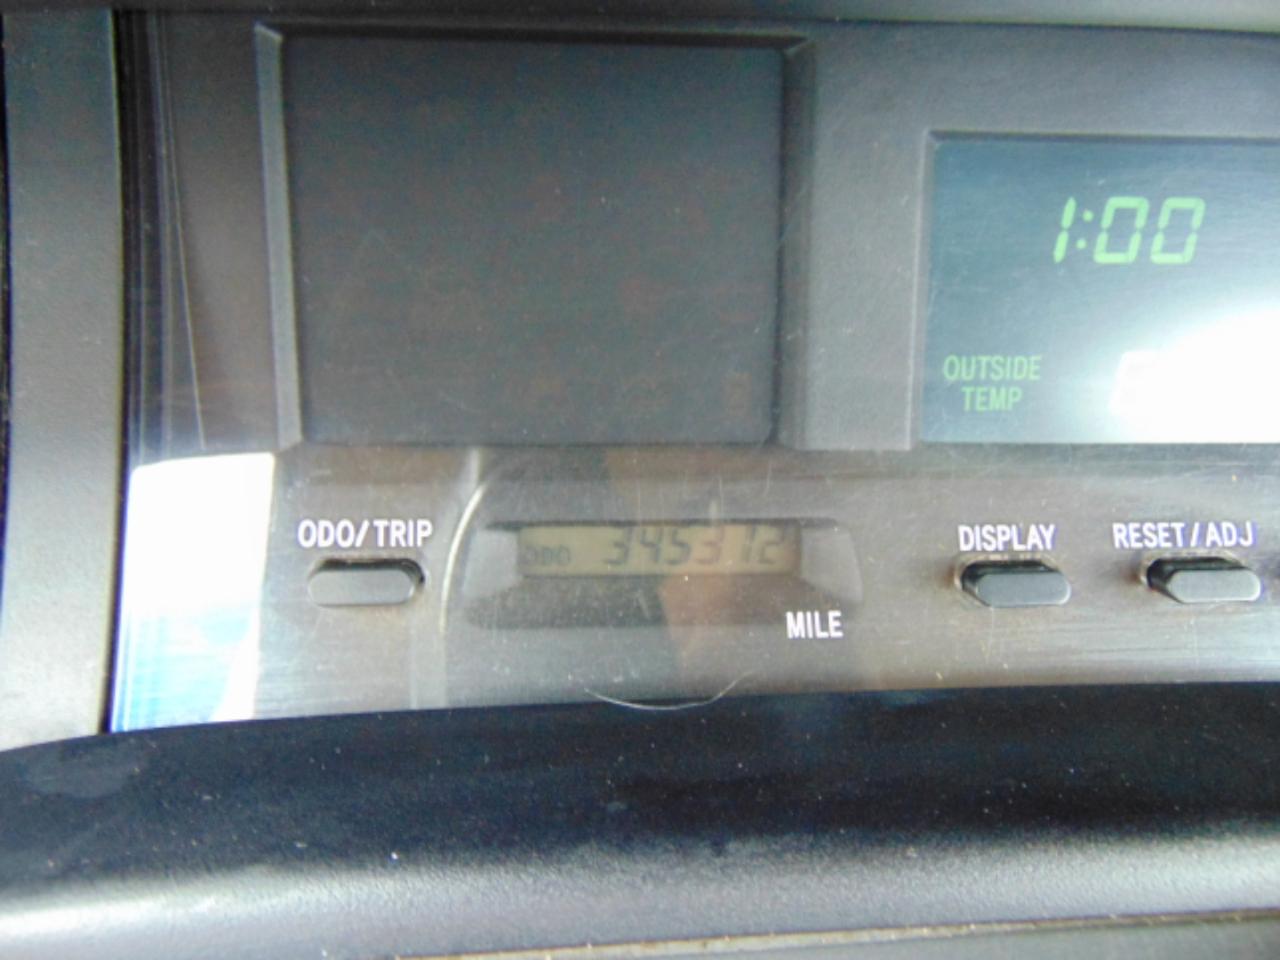 1:00
OUTSIDE
TEMP
ODO/TRIP
ODO 345312
MILE
DISPLAY
RESET/ADJ